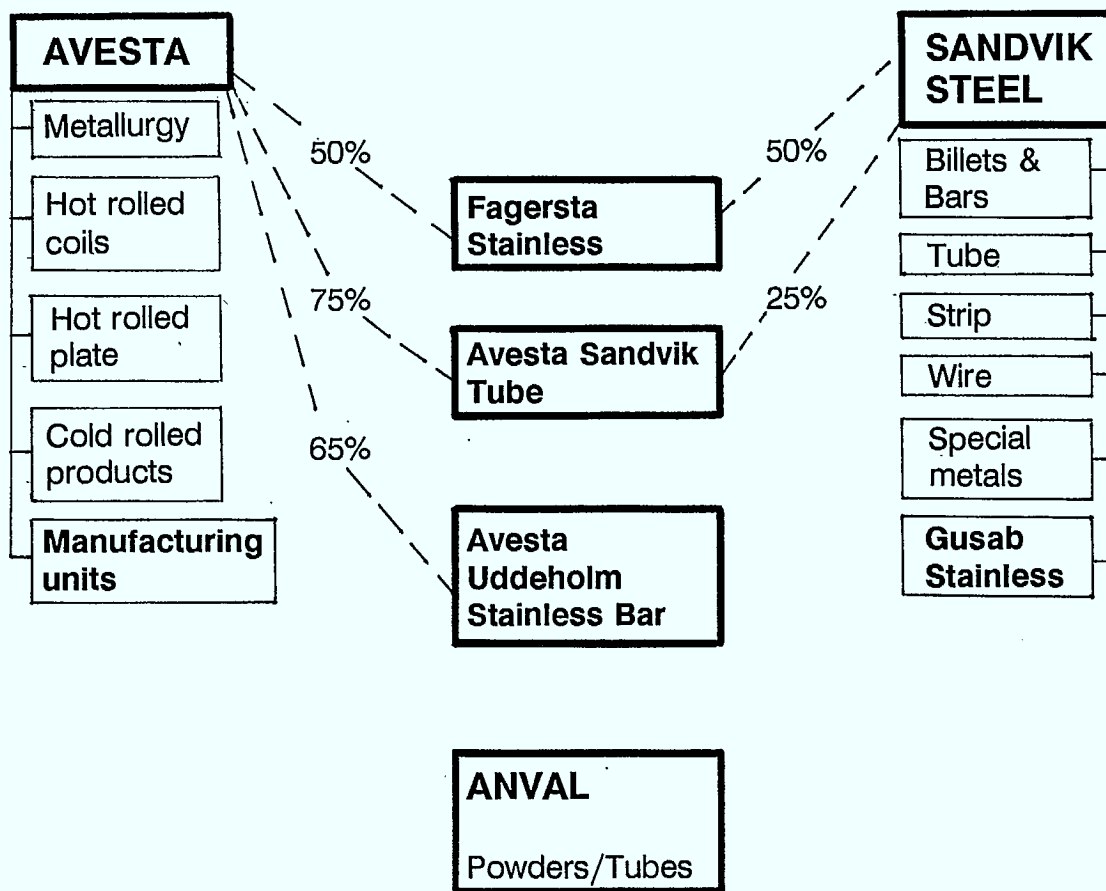 AVESTA
Metallurgy
Hot rolled
coils
Hot rolled
plate
Cold rolled
products
Manufacturing
units
50%
75%
65%
Fagersta
Stainless
Avesta Sandvik
Tube
Avesta
Uddeholm
Stainless Bar
ANVAL
Powders/Tubes
50%
25%
SANDVIK
STEEL
Billets &
Bars
Tube
Strip
Wire
Special
metals
Gusab
Stainless